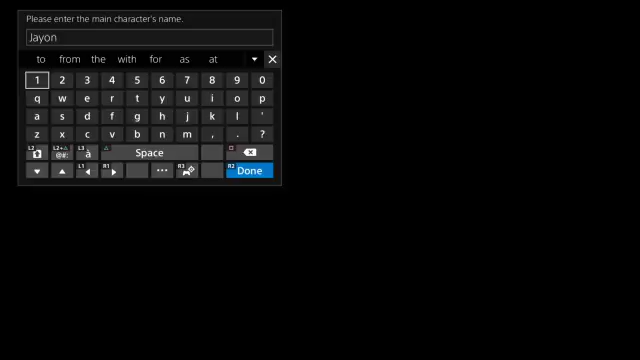 Please enter the main character's name.
Jayon
to from the with for as at
1 2 3 4 5 6 7 8 9 0
q w e r t y u i o p
a s d f g h j k l '
z x c v b n m , . ?
L2 L2+△ @#: L3 à △ Space
L1 R1 ... R3 R2 Done